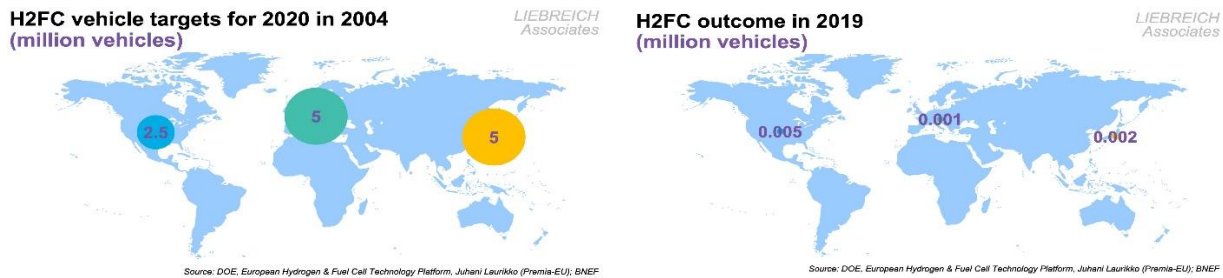 H2FC vehicle targets for 2020 in 2004
(million vehicles)
LIEBREICH
Associates
2.5
5
5
Source: DOE, European Hydrogen & Fuel Cell Technology Platform, Juhani Laurikko (Premia-EU); BNEF
H2FC outcome in 2019
(million vehicles)
LIEBREICH
Associates
0.005
0.001
0.002
Source: DOE, European Hydrogen & Fuel Cell Technology Platform, Juhani Laurikko (Premia-EU); BNEF